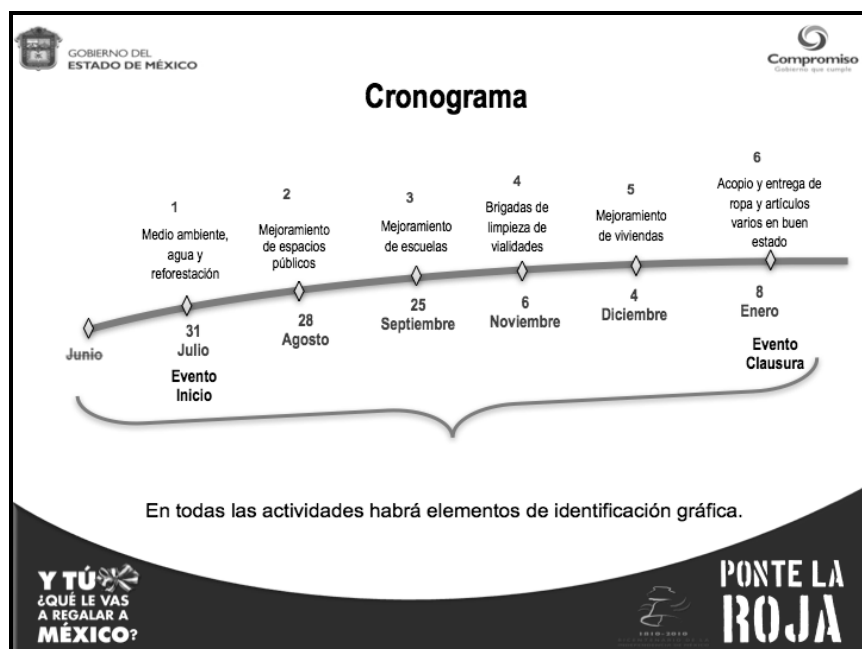 GOBIERNO DEL
ESTADO DE MÉXICO
Compromiso
Gobierno que cumple
Cronograma
1
Medio ambiente,
agua y
reforestación
2
Mejoramiento
de espacios
públicos
3
Mejoramiento
de escuelas
4
Brigadas de
limpieza de
vialidades
5
Mejoramiento
de viviendas
6
Acopio y entrega de
ropa y artículos
varios en buen
estado
Junio
31
Julio
28
Agosto
25
Septiembre
6
Noviembre
4
Diciembre
8
Enero
Evento
Inicio
Evento
Clausura
En todas las actividades habrá elementos de identificación gráfica.
Y TÚ
¿QUÉ LE VAS
A REGALAR A
MÉXICO?
1810-2010
PONTE LA
ROJA